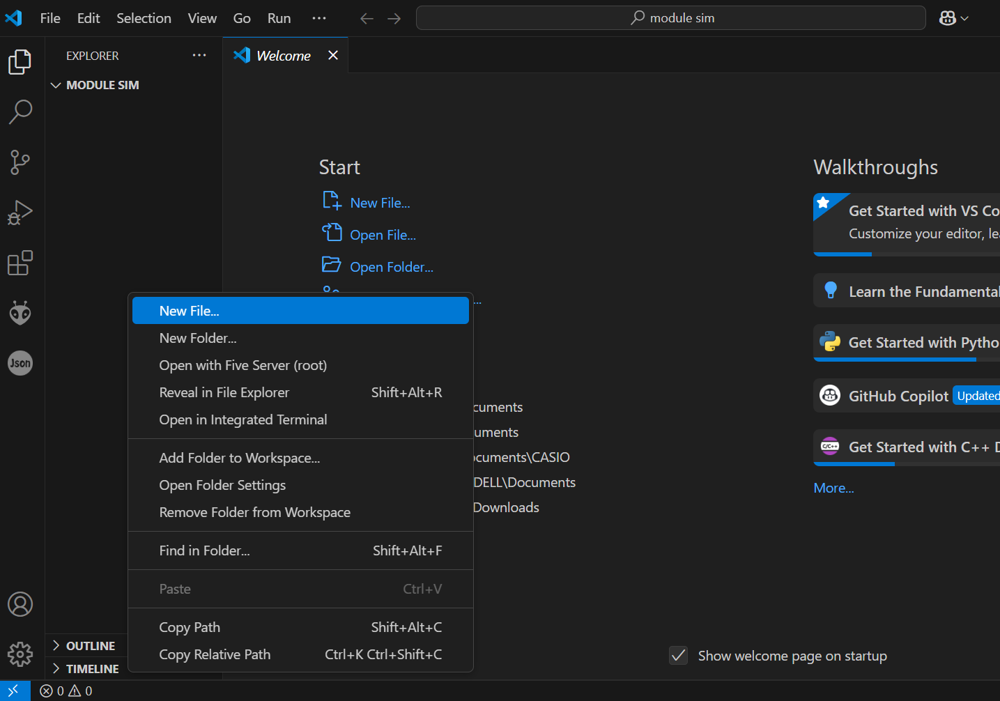 File Edit Selection View Go Run ···
module sim
EXPLORER ···
Welcome
MODULE SIM
Start
New File...
Open File...
Open Folder...
...
New File...
New Folder...
Open with Five Server (root)
Reveal in File Explorer Shift+Alt+R
Open in Integrated Terminal
Add Folder to Workspace...
Open Folder Settings
Remove Folder from Workspace
Find in Folder... Shift+Alt+F
Paste Ctrl+V
Copy Path Shift+Alt+C
Copy Relative Path Ctrl+K Ctrl+Shift+C
cuments
uments
ocuments\CASIO
DELL\Documents
Downloads
Walkthroughs
Get Started with VS Co
Customize your editor, lea
Learn the Fundamental
Get Started with Pytho
GitHub Copilot Updated
C/C++
Get Started with C++ D
More...
Show welcome page on startup
Json
OUTLINE
TIMELINE
0 0